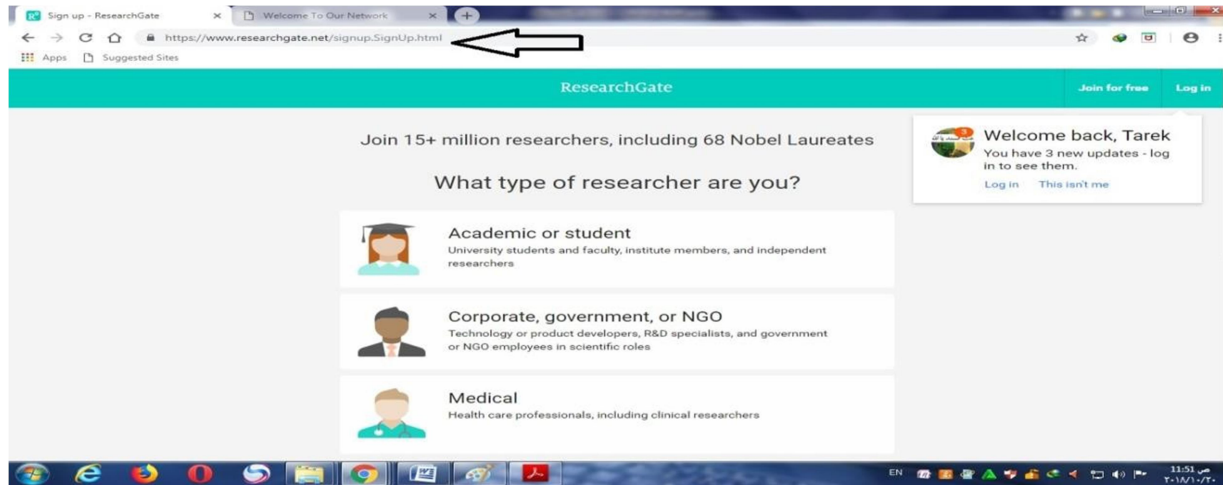 Sign up - ResearchGate
Welcome To Our Network
https://www.researchgate.net/signup.SignUp.html
Apps Suggested Sites
ResearchGate
Join for free Log in
Join 15+ million researchers, including 68 Nobel Laureates
What type of researcher are you?
3
Welcome back, Tarek
You have 3 new updates - log
in to see them.
Log in This isn't me
Academic or student
University students and faculty, institute members, and independent
researchers
Corporate, government, or NGO
Technology or product developers, R&D specialists, and government
or NGO employees in scientific roles
Medical
Health care professionals, including clinical researchers
EN
11:51 ص
٢٠١٨/١٠/٢٠